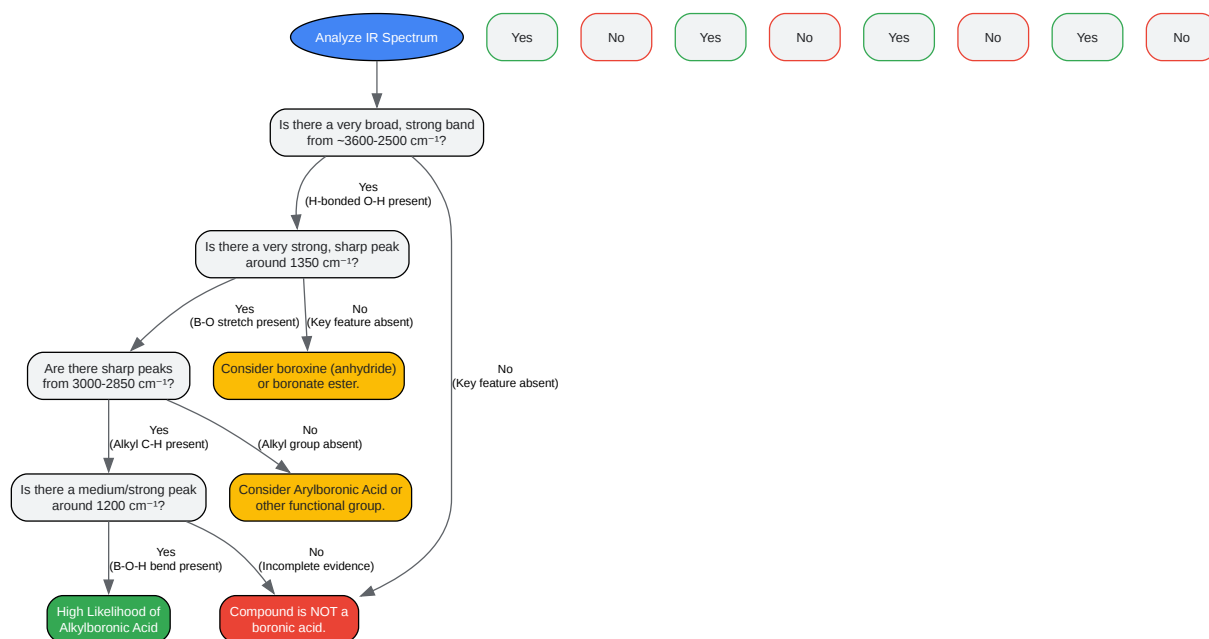 Analyze IR Spectrum
Yes
No
Yes
No
Yes
No
Yes
No
Is there a very broad, strong band
from ~3600-2500 cm⁻¹?
Yes
(H-bonded O-H present)
Is there a very strong, sharp peak
around 1350 cm⁻¹?
Yes
(B-O stretch present)
No
(Key feature absent)
Are there sharp peaks
from 3000-2850 cm⁻¹?
Consider boroxine (anhydride)
or boronate ester.
No
(Key feature absent)
Yes
(Alkyl C-H present)
No
(Alkyl group absent)
Is there a medium/strong peak
around 1200 cm⁻¹?
Consider Arylboronic Acid or
other functional group.
Yes
(B-O-H bend present)
No
(Incomplete evidence)
High Likelihood of
Alkylboronic Acid
Compound is NOT a
boronic acid.